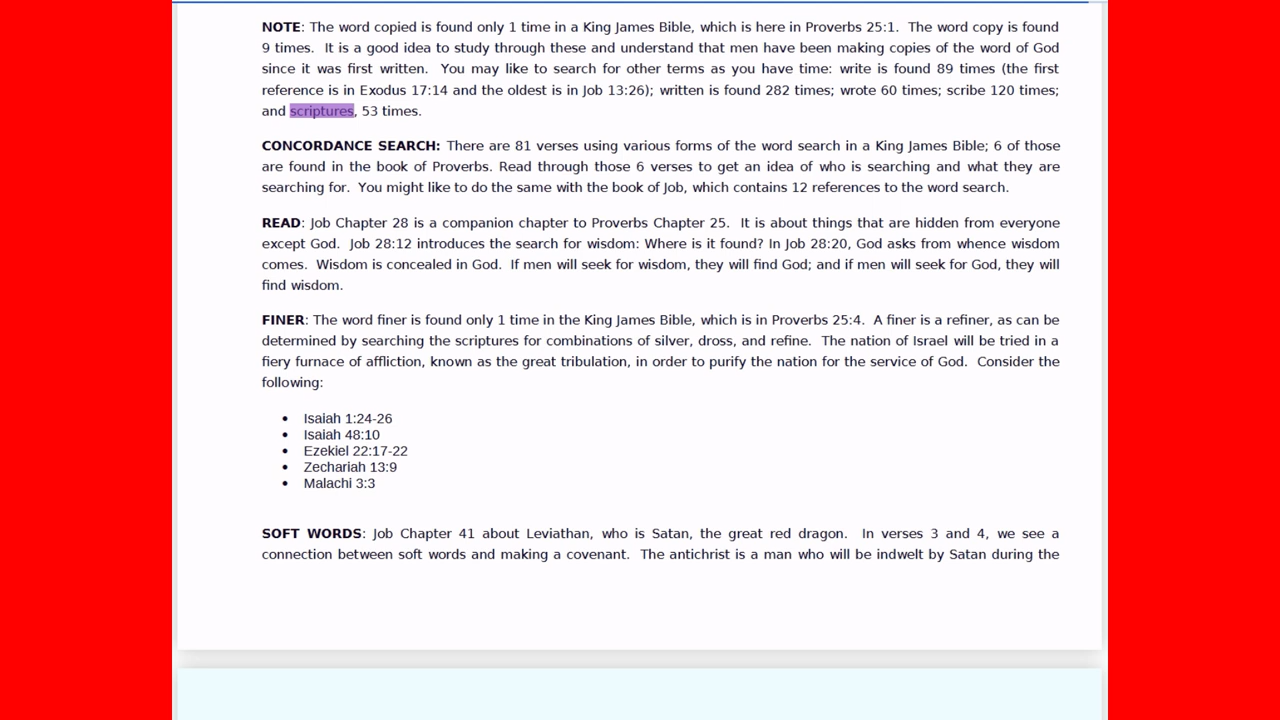 NOTE: The word copied is found only 1 time in a King James Bible, which is here in Proverbs 25:1. The word copy is found
9 times. It is a good idea to study through these and understand that men have been making copies of the word of God
since it was first written. You may like to search for other terms as you have time: write is found 89 times (the first
reference is in Exodus 17:14 and the oldest is in Job 13:26); written is found 282 times; wrote 60 times; scribe 120 times;
and scriptures, 53 times.
CONCORDANCE SEARCH: There are 81 verses using various forms of the word search in a King James Bible; 6 of those
are found in the book of Proverbs. Read through those 6 verses to get an idea of who is searching and what they are
searching for. You might like to do the same with the book of Job, which contains 12 references to the word search.
READ: Job Chapter 28 is a companion chapter to Proverbs Chapter 25. It is about things that are hidden from everyone
except God. Job 28:12 introduces the search for wisdom: Where is it found? In Job 28:20, God asks from whence wisdom
comes. Wisdom is concealed in God. If men will seek for wisdom, they will find God; and if men will seek for God, they will
find wisdom.
FINER: The word finer is found only 1 time in the King James Bible, which is in Proverbs 25:4. A finer is a refiner, as can be
determined by searching the scriptures for combinations of silver, dross, and refine. The nation of Israel will be tried in a
fiery furnace of affliction, known as the great tribulation, in order to purify the nation for the service of God. Consider the
following:
• Isaiah 1:24-26
• Isaiah 48:10
• Ezekiel 22:17-22
• Zechariah 13:9
• Malachi 3:3
SOFT WORDS: Job Chapter 41 about Leviathan, who is Satan, the great red dragon. In verses 3 and 4, we see a
connection between soft words and making a covenant. The antichrist is a man who will be indwelt by Satan during the